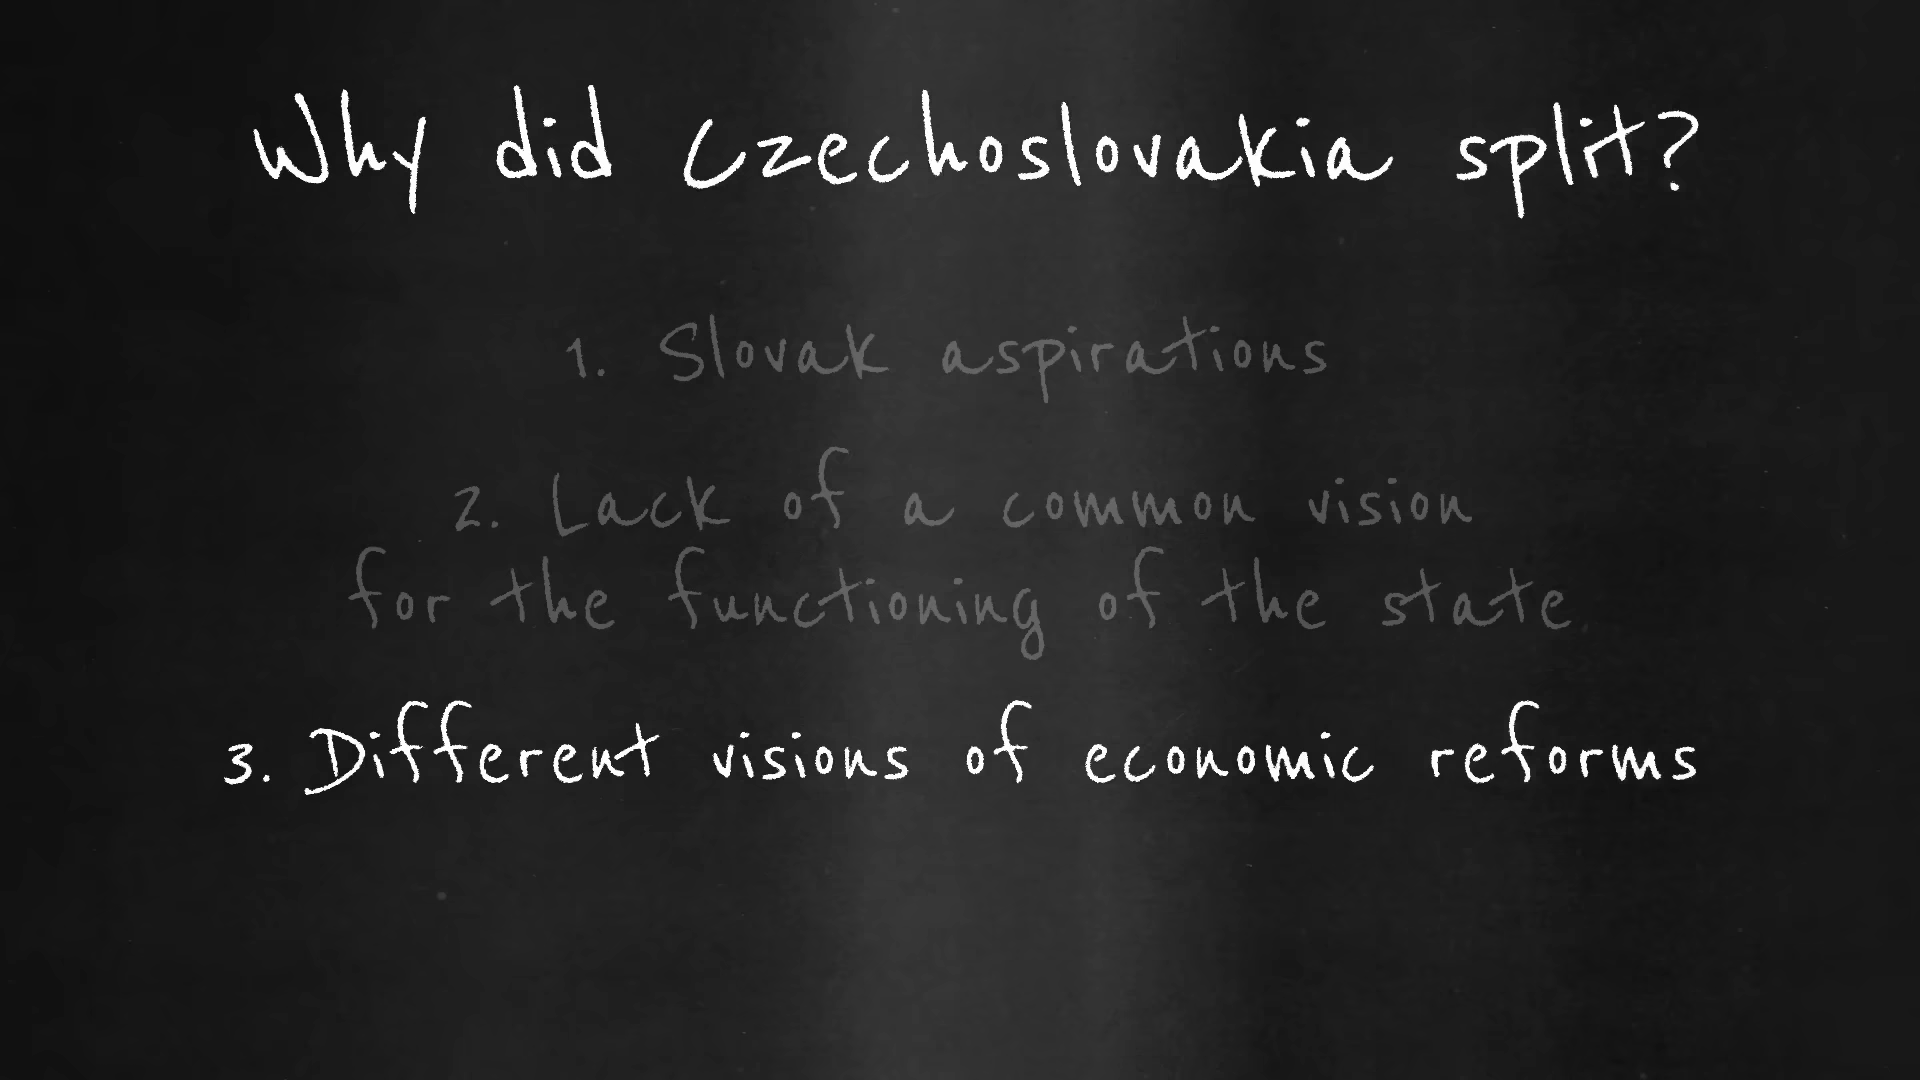 Why did Czechoslovakia split?
1. Slovak aspirations
2. Lack of a common vision
for the functioning of the state
3. Different visions of economic reforms